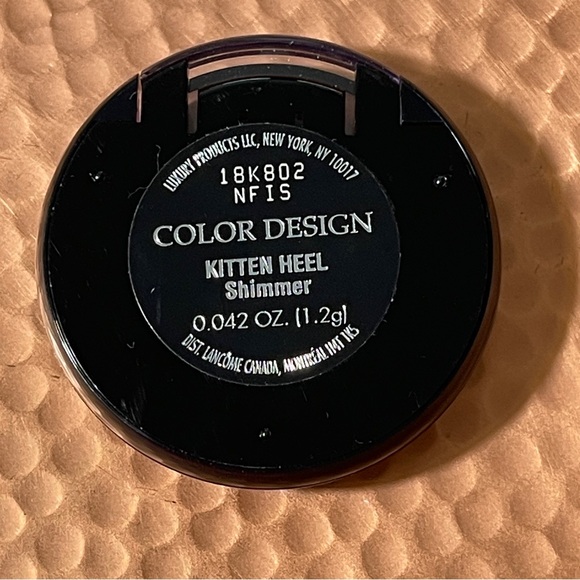 LUXURY PRODUCTS LLC, NEW YORK, NY 10017
18K802
NFIS
COLOR DESIGN
KITTEN HEEL
Shimmer
0.042 OZ. (1.2g)
DIST. LANCÔME CANADA, MONTRÉAL H4T 1K5